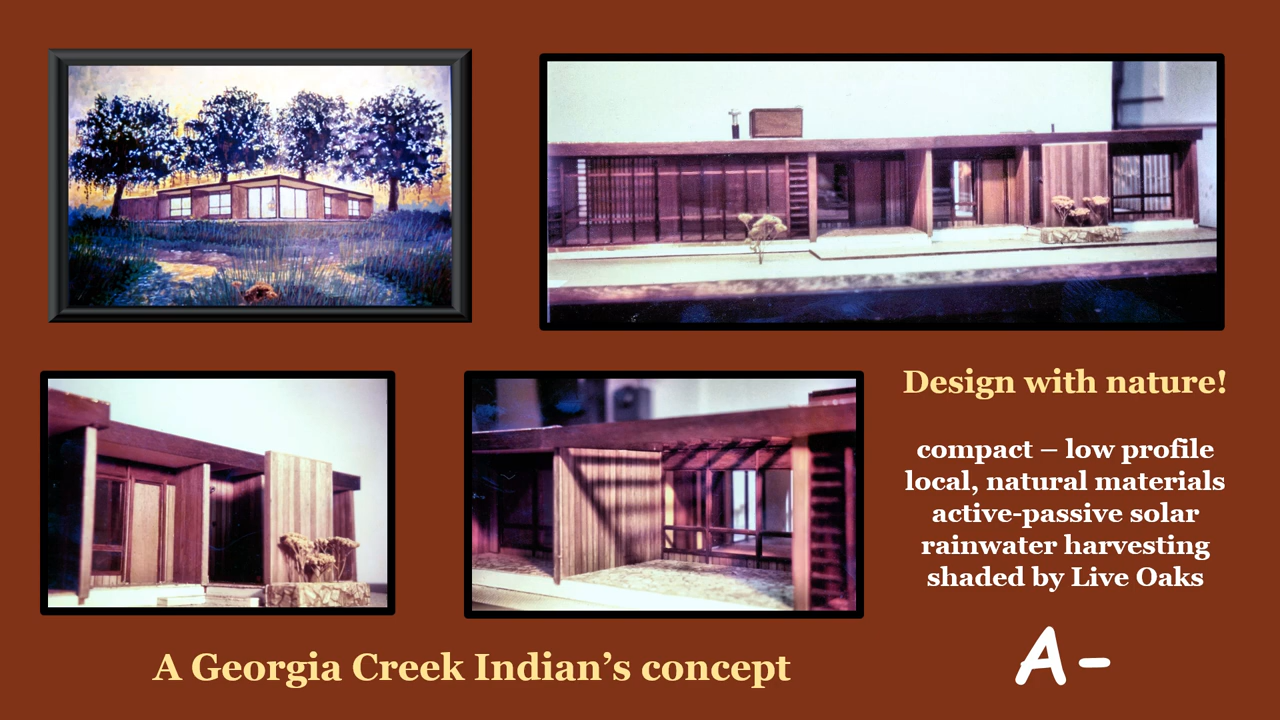 Design with nature!
compact – low profile
local, natural materials
active-passive solar
rainwater harvesting
shaded by Live Oaks
A Georgia Creek Indian’s concept
A-